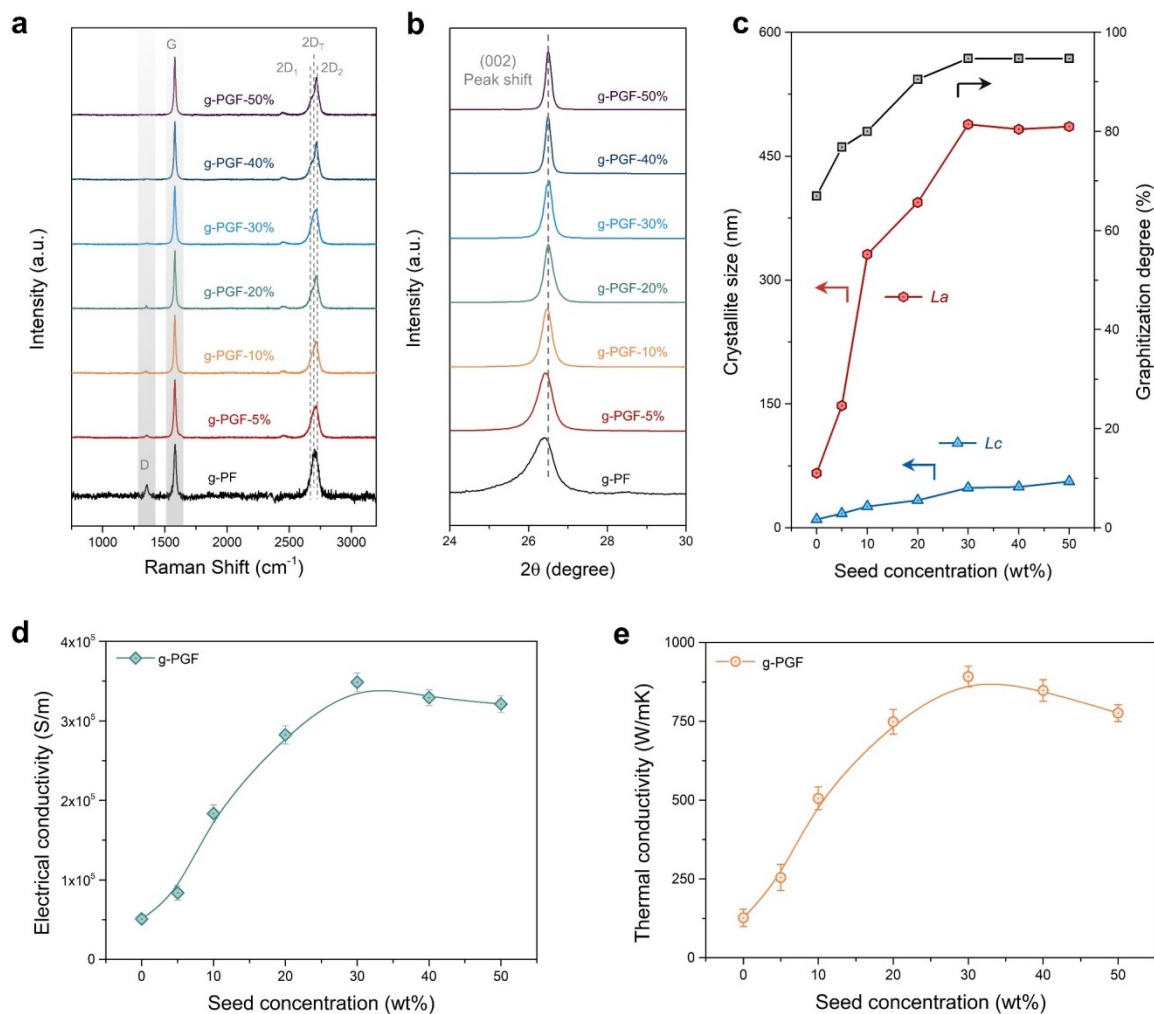 a
D
G
2D₁
2D_T
2D₂
g-PGF-50%
g-PGF-40%
g-PGF-30%
g-PGF-20%
g-PGF-10%
g-PGF-5%
g-PF
Intensity (a.u.)
1000 1500 2000 2500 3000
Raman Shift (cm⁻¹)
b
(002)
Peak shift
g-PGF-50%
g-PGF-40%
g-PGF-30%
g-PGF-20%
g-PGF-10%
g-PGF-5%
g-PF
Intensity (a.u.)
24 26 28 30
2θ (degree)
c
600
450
300
150
0
Crystallite size (nm)
La
Lc
100
80
60
40
20
0
Graphitization degree (%)
0 10 20 30 40 50
Seed concentration (wt%)
d
g-PGF
4x10⁵
3x10⁵
2x10⁵
1x10⁵
0
Electrical conductivity (S/m)
0 10 20 30 40 50
Seed concentration (wt%)
e
g-PGF
1000
750
500
250
0
Thermal conductivity (W/mK)
0 10 20 30 40 50
Seed concentration (wt%)